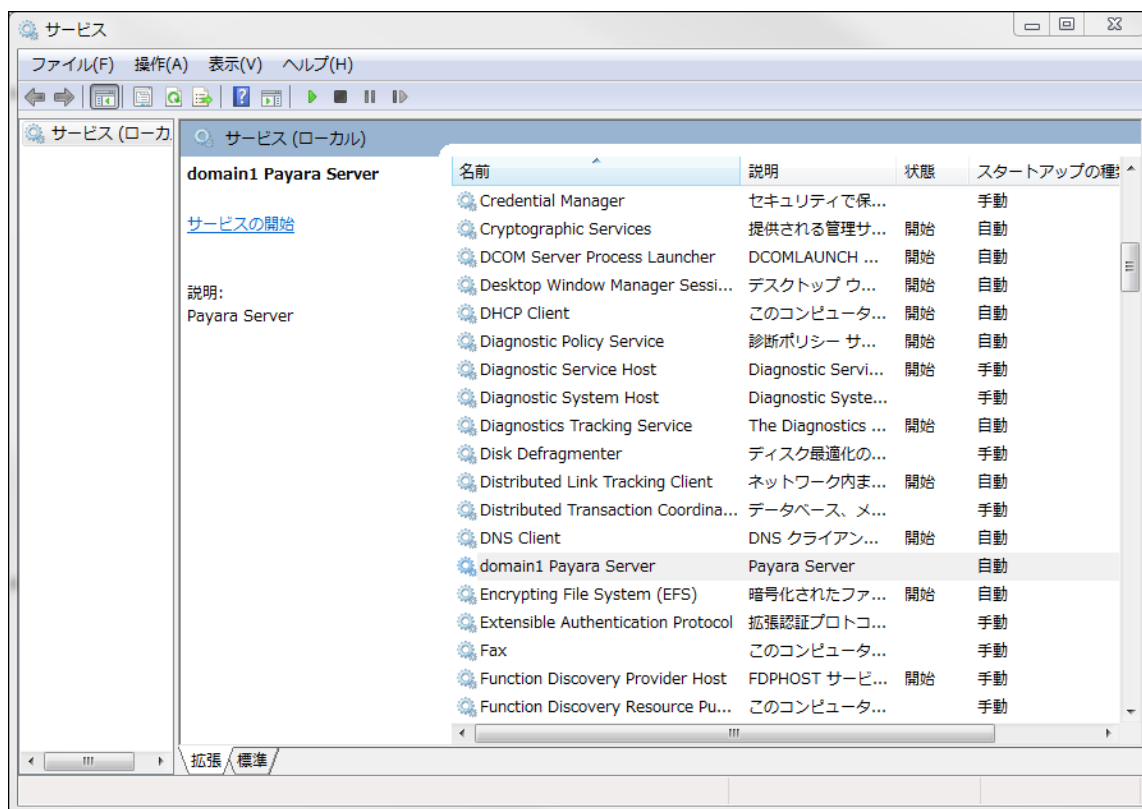 サービス
ファイル(F) 操作(A) 表示(V) ヘルプ(H)
サービス (ローカ
サービス (ローカル)
domain1 Payara Server
サービスの開始
説明:
Payara Server
名前 説明 状態 スタートアップの種
Credential Manager セキュリティで保... 手動
Cryptographic Services 提供される管理サ... 開始 自動
DCOM Server Process Launcher DCOMLAUNCH ... 開始 自動
Desktop Window Manager Sessi... デスクトップ ウ... 開始 自動
DHCP Client このコンピュータ... 開始 自動
Diagnostic Policy Service 診断ポリシー サ... 開始 自動
Diagnostic Service Host Diagnostic Servi... 開始 手動
Diagnostic System Host Diagnostic Syste... 手動
Diagnostics Tracking Service The Diagnostics ... 開始 自動
Disk Defragmenter ディスク最適化の... 手動
Distributed Link Tracking Client ネットワーク内ま... 開始 自動
Distributed Transaction Coordina... データベース、メ... 手動
DNS Client DNS クライアン... 開始 自動
domain1 Payara Server Payara Server 自動
Encrypting File System (EFS) 暗号化されたファ... 開始 自動
Extensible Authentication Protocol 拡張認証プロトコ... 手動
Fax このコンピュータ... 手動
Function Discovery Provider Host FDPHOST サービ... 開始 手動
Function Discovery Resource Pu... このコンピュータ... 手動
拡張 標準